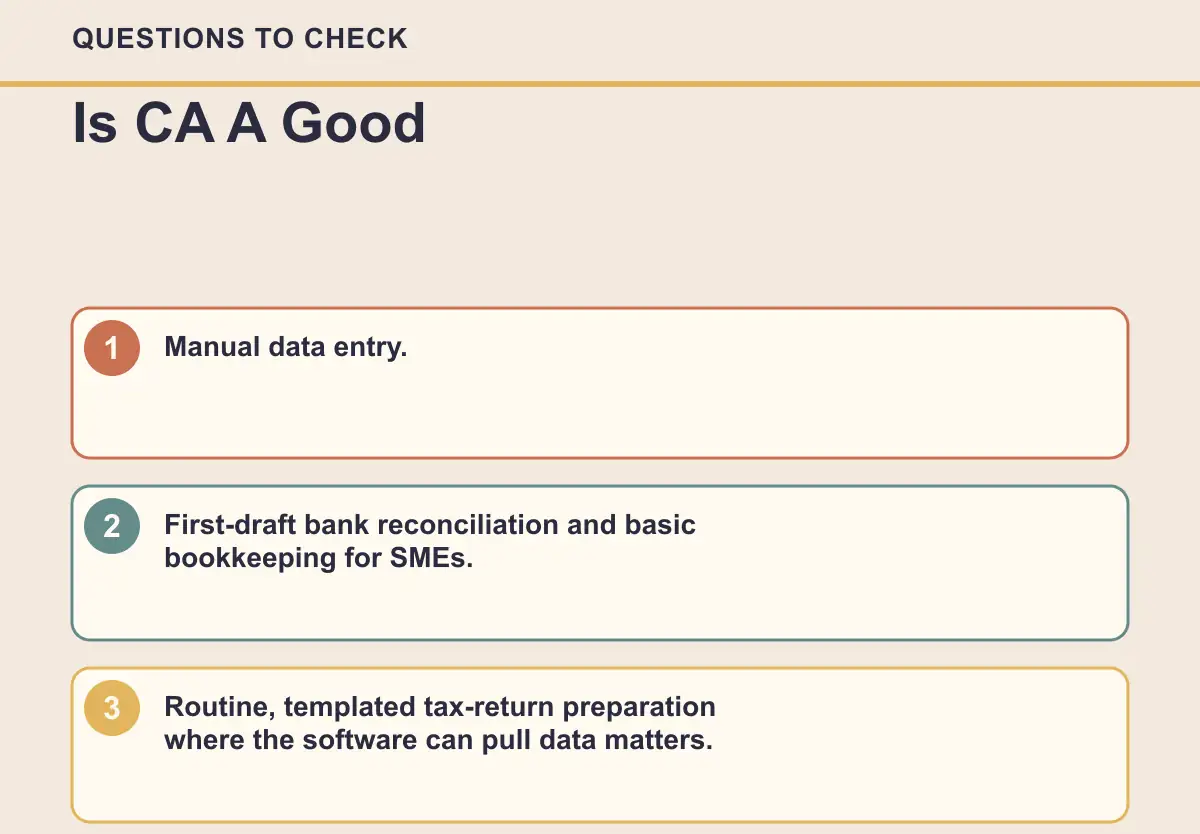 QUESTIONS TO CHECK
Is CA A Good
1
Manual data entry.
2
First-draft bank reconciliation and basic
bookkeeping for SMEs.
3
Routine, templated tax-return preparation
where the software can pull data matters.